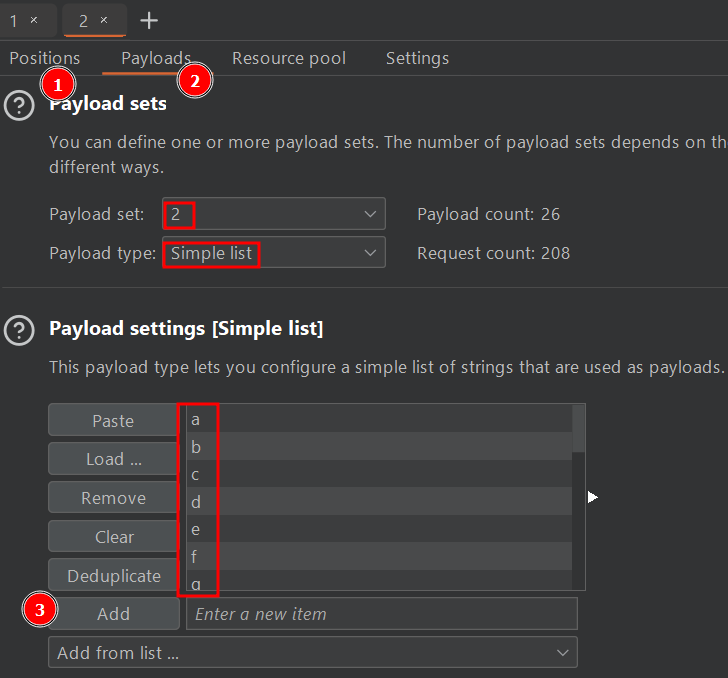 1 ×
2 ×
+
Positions
Payloads
Resource pool
Settings
1
2
? Payload sets
You can define one or more payload sets. The number of payload sets depends on th
different ways.
Payload set: 2
Payload count: 26
Payload type: Simple list
Request count: 208
? Payload settings [Simple list]
This payload type lets you configure a simple list of strings that are used as payloads.
Paste
Load ...
Remove
Clear
Deduplicate
a
b
c
d
e
f
g
3
Add
Enter a new item
Add from list ...